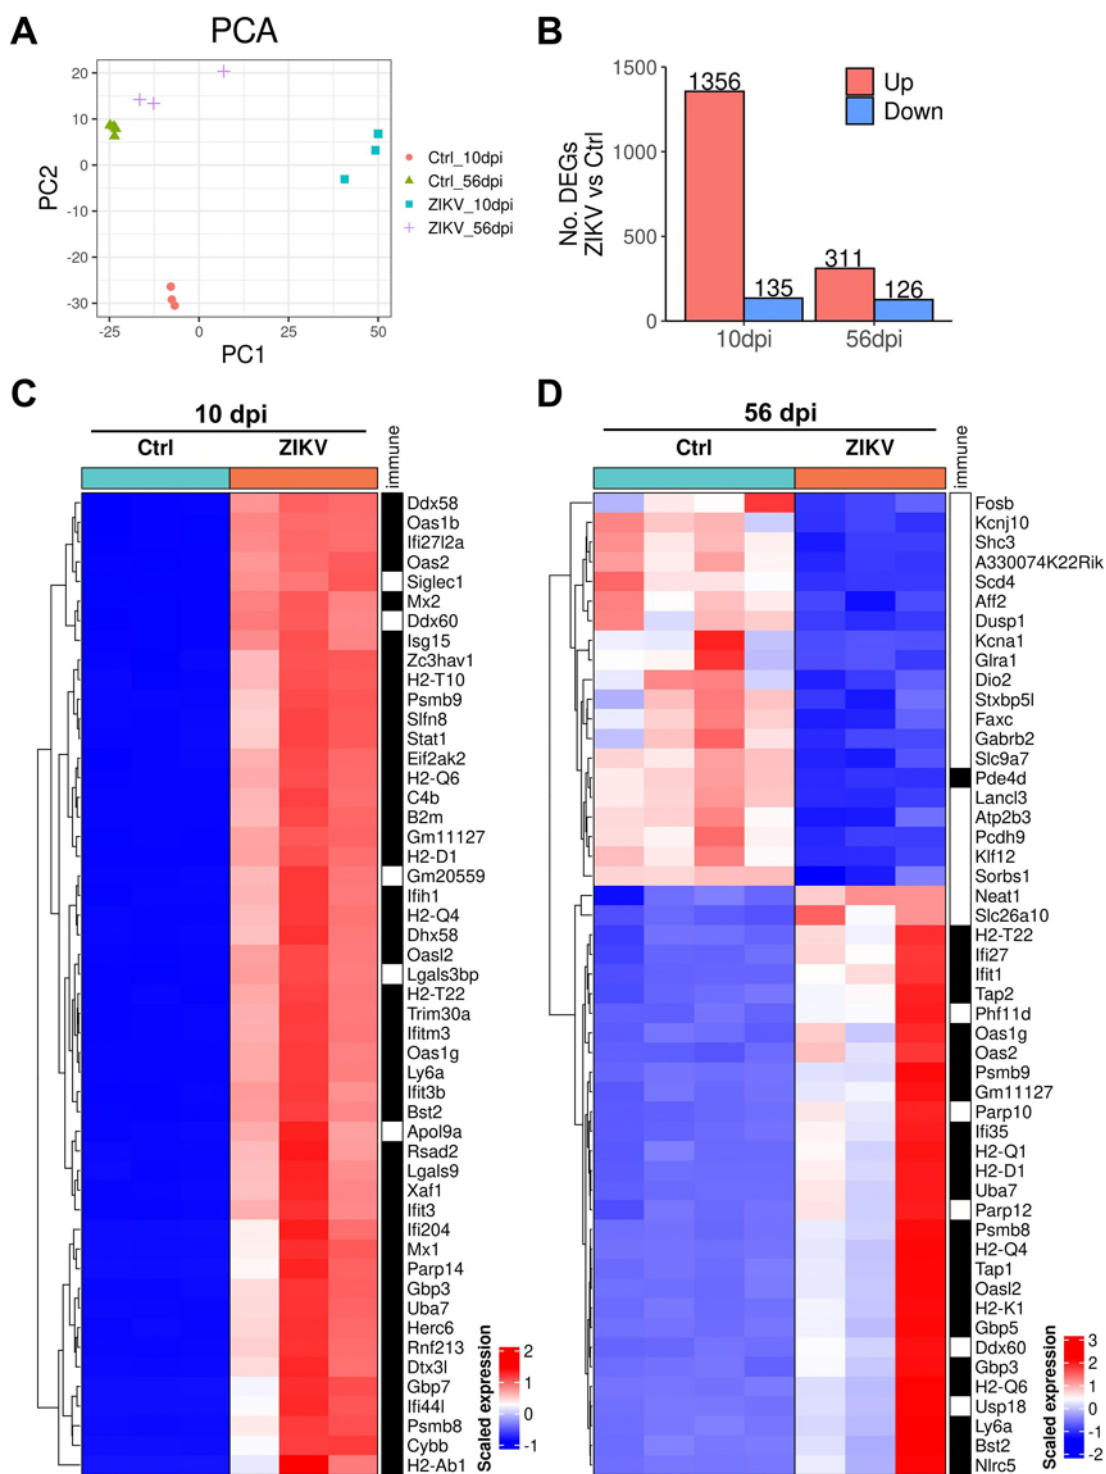 A
PCA
20
10
0
-10
-20
-30
PC2
-25
0
25
50
PC1
Ctrl_10dpi
Ctrl_56dpi
ZIKV_10dpi
ZIKV_56dpi
B
1500
1000
500
0
No. DEGs
ZIKV vs Ctrl
1356
135
311
126
10dpi
56dpi
Up
Down
C
10 dpi
Ctrl
ZIKV
immune
Ddx58
Oas1b
Ifi27l2a
Oas2
Siglec1
Mx2
Ddx60
Isg15
Zc3hav1
H2-T10
Psmb9
Slfn8
Stat1
Eif2ak2
H2-Q6
C4b
B2m
Gm11127
H2-D1
Gm20559
Ifih1
H2-Q4
Dhx58
Oasl2
Lgals3bp
H2-T22
Trim30a
Ifitm3
Oas1g
Ly6a
Ifit3b
Bst2
Apol9a
Rsad2
Lgals9
Xaf1
Ifit3
Ifi204
Mx1
Parp14
Gbp3
Uba7
Herc6
Rnf213
Dtx3l
Gbp7
Ifi44l
Psmb8
Cybb
H2-Ab1
Scaled expression
2
1
0
-1
D
56 dpi
Ctrl
ZIKV
immune
Fosb
Kcnj10
Shc3
A330074K22Rik
Scd4
Aff2
Dusp1
Kcna1
Glra1
Dio2
Stxbp5l
Faxc
Gabrb2
Slc9a7
Pde4d
Lancl3
Atp2b3
Pcdh9
Klf12
Sorbs1
Neat1
Slc26a10
H2-T22
Ifi27
Ifit1
Tap2
Phf11d
Oas1g
Oas2
Psmb9
Gm11127
Parp10
Ifi35
H2-Q1
H2-D1
Uba7
Parp12
Psmb8
H2-Q4
Tap1
Oasl2
H2-K1
Gbp5
Ddx60
Gbp3
H2-Q6
Usp18
Ly6a
Bst2
Nlrc5
Scaled expression
3
2
1
0
-1
-2